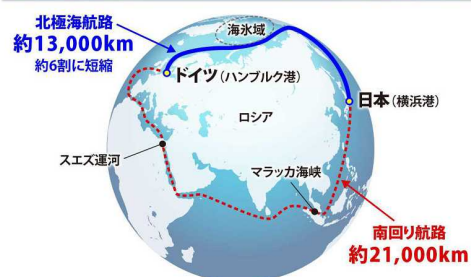 北極海航路
約13,000km
約6割に短縮
海氷域
ドイツ（ハンブルク港）
日本（横浜港）
ロシア
スエズ運河
マラッカ海峡
南回り航路
約21,000km